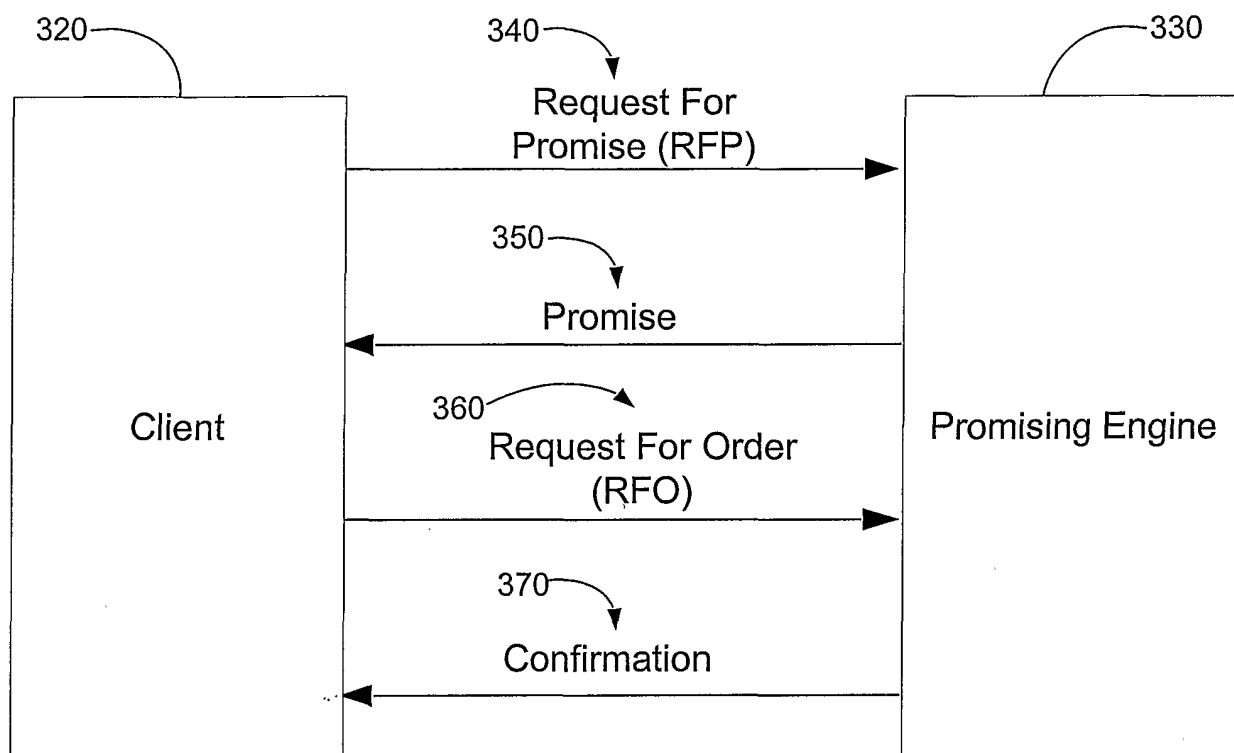 320
340
330
Request For
Promise (RFP)
350
Promise
360
Client
Promising Engine
Request For Order
(RFO)
370
Confirmation